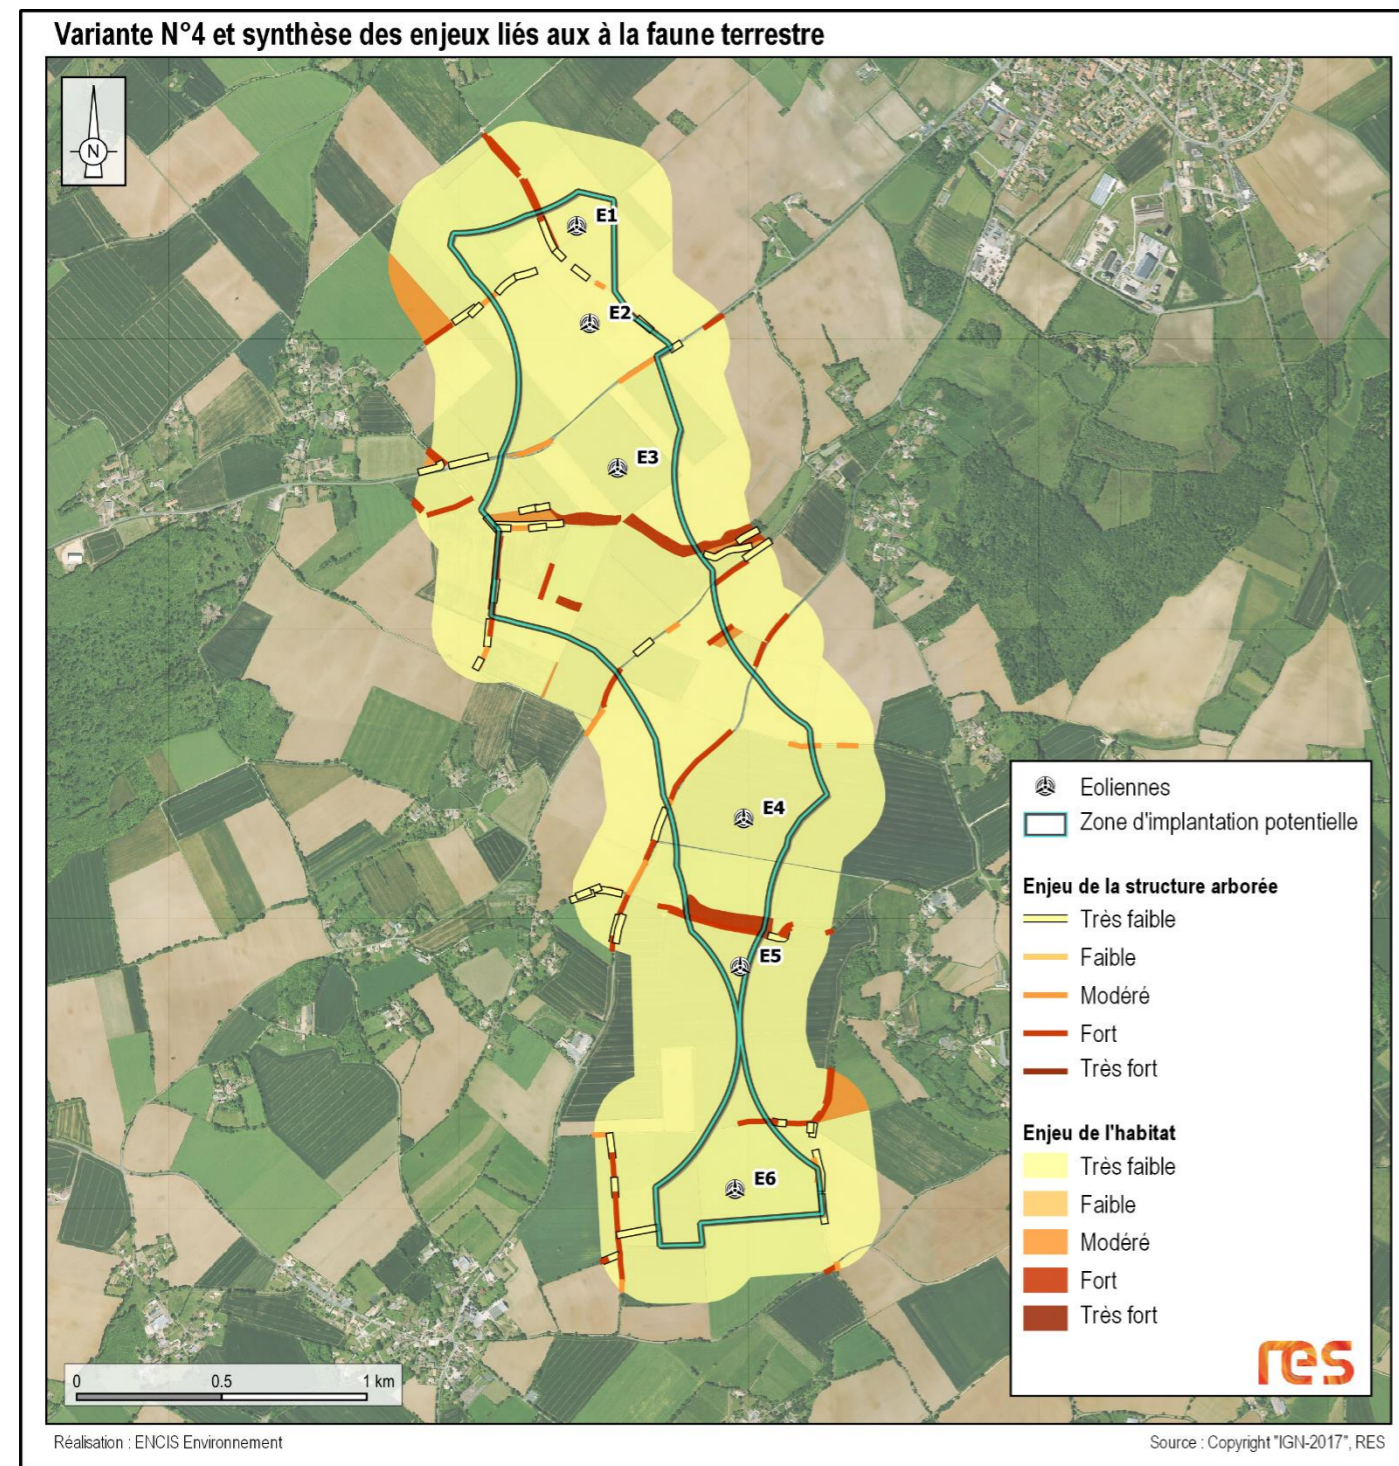 Variante N°4 et synthèse des enjeux liés aux à la faune terrestre
N
E1
E2
E3
E4
E5
E6
Eoliennes
Zone d'implantation potentielle
Enjeu de la structure arborée
Très faible
Faible
Modéré
Fort
Très fort
Enjeu de l'habitat
Très faible
Faible
Modéré
Fort
Très fort
res
0 0.5 1 km
Réalisation : ENCIS Environnement
Source : Copyright "IGN-2017", RES